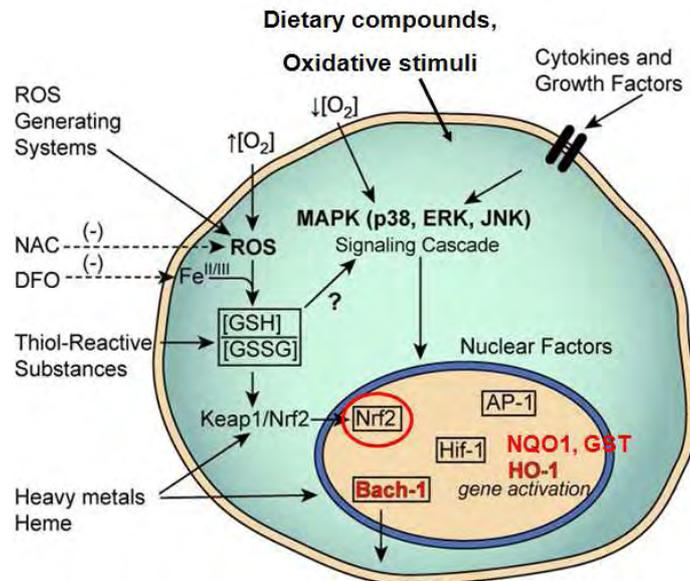 Dietary compounds,
Oxidative stimuli
Cytokines and
Growth Factors
ROS
Generating
Systems
↓[O₂]
↑[O₂]
MAPK (p38, ERK, JNK)
Signaling Cascade
NAC
(-)
ROS
DFO
(-)
Fe^II/III
?
[GSH]
[GSSG]
Thiol-Reactive
Substances
Nuclear Factors
Keap1/Nrf2
Nrf2
AP-1
Hif-1
NQO1, GST
HO-1
gene activation
Bach-1
Heavy metals
Heme